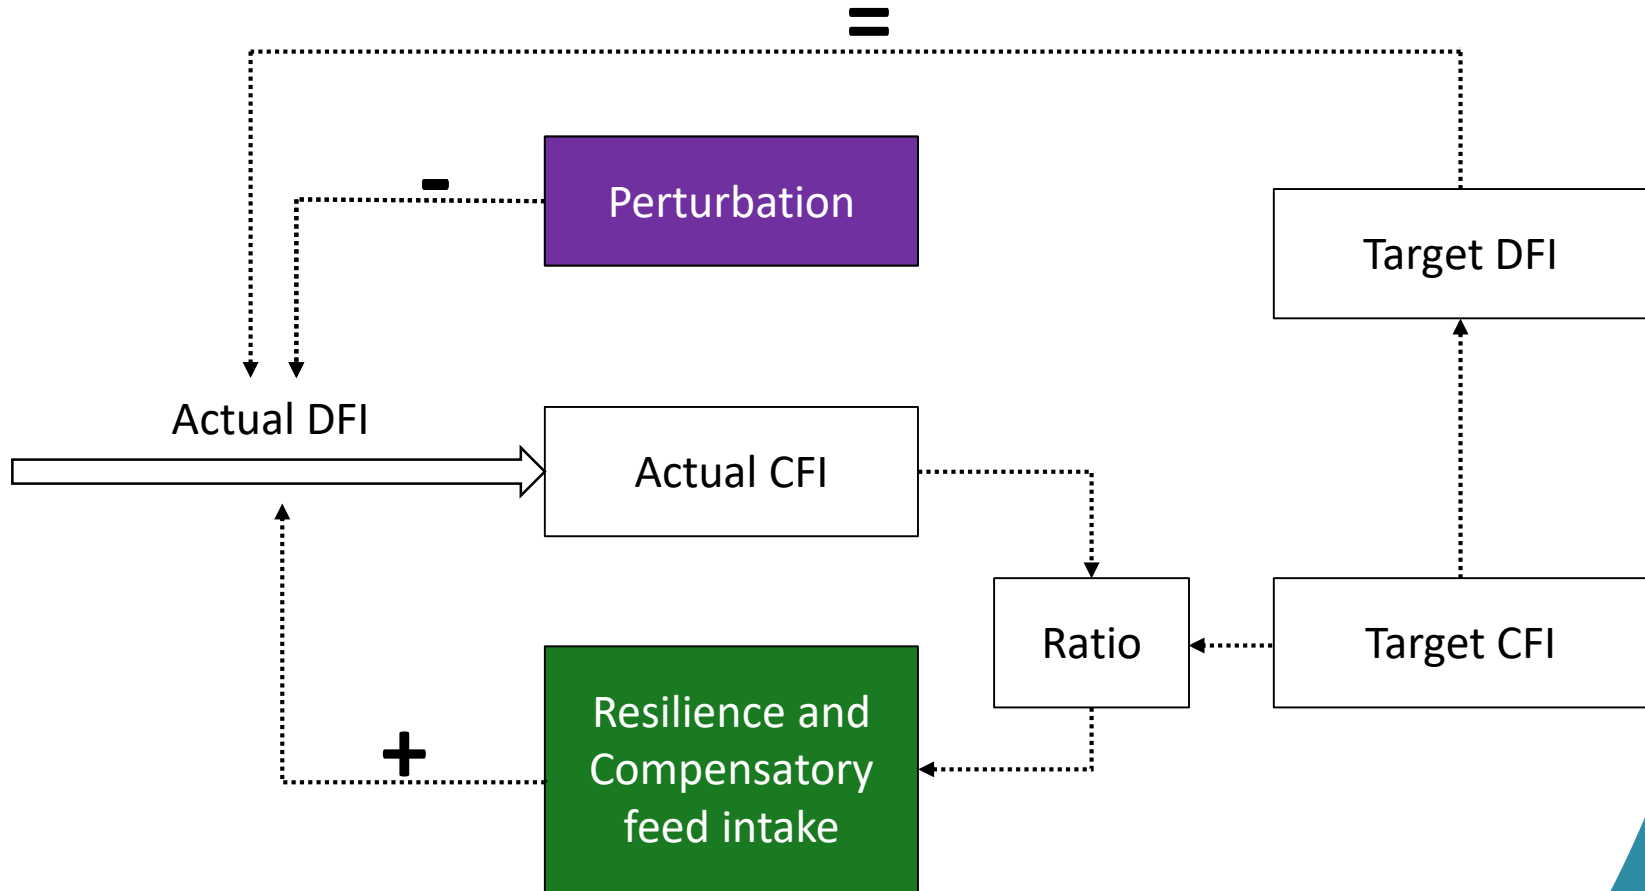 =
-
Perturbation
Target DFI
Actual DFI
Actual CFI
Ratio
Target CFI
+
Resilience and
Compensatory
feed intake